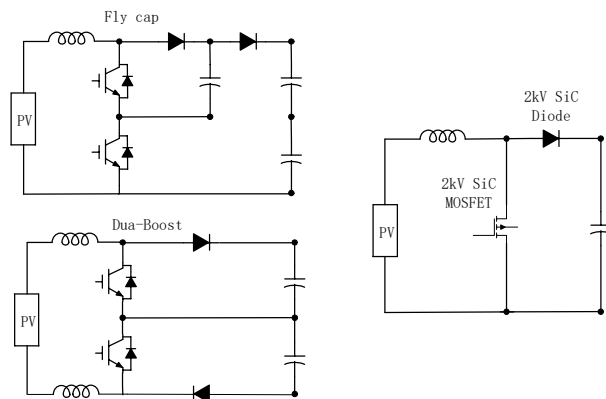 Fly cap
PV
Dua-Boost
PV
2kV SiC
Diode
2kV SiC
MOSFET
PV